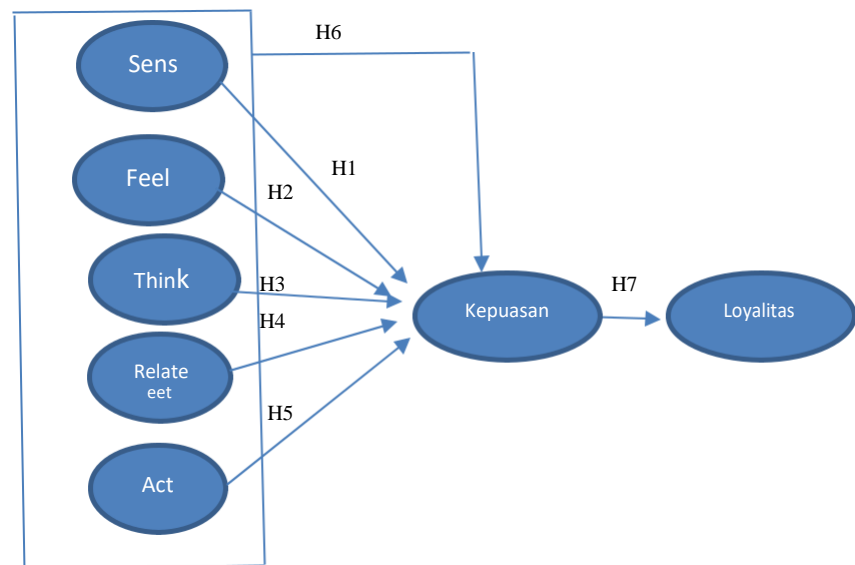 H6
Sens
H1
Feel
H2
Think
H3
H4
Relate
eet
H5
Act
Kepuasan
H7
Loyalitas